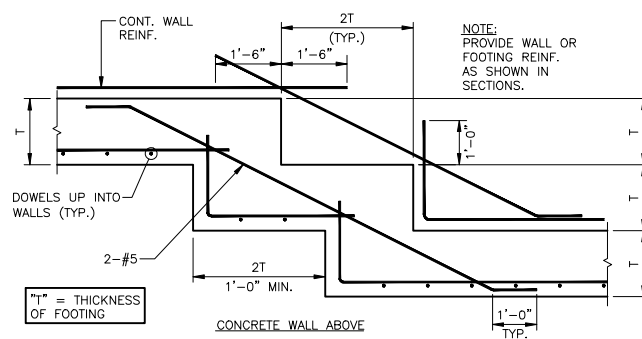 CONT. WALL
REINF.
2T
(TYP.)
1'-6" 1'-6"
NOTE:
PROVIDE WALL OR
FOOTING REINF.
AS SHOWN IN
SECTIONS.
T
T
1'-0"
T
T
DOWELS UP INTO
WALLS (TYP.)
2-#5
2T
1'-0" MIN.
"T" = THICKNESS
OF FOOTING
CONCRETE WALL ABOVE
1'-0"
TYP.